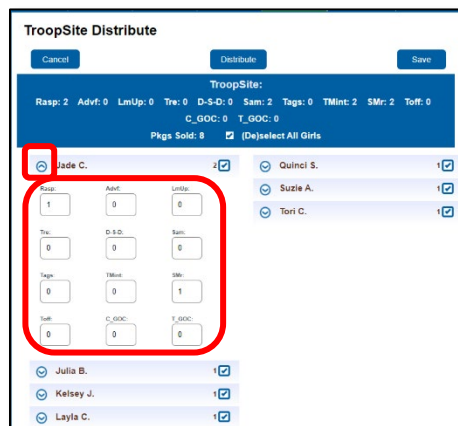 TroopSite Distribute
Cancel Distribute Save
TroopSite:
Rasp: 2 Advf: 0 LmUp: 0 Tre: 0 D-S-D: 0 Sam: 2 Tags: 0 TMint: 2 SMr: 2 Toff: 0
C_GOC: 0 T_GOC: 0
Pkgs Sold: 8 (De)select All Girls
Jade C. 2
Rasp: Advf: LmUp:
1 0 0
Tre: D-S-D: Sam:
0 0 0
Tags: TMint: SMr:
0 0 1
Toff: C_GOC: T_GOC:
0 0 0
Julia B. 1
Kelsey J. 1
Layla C. 1
Quinci S. 1
Suzie A. 1
Tori C. 1